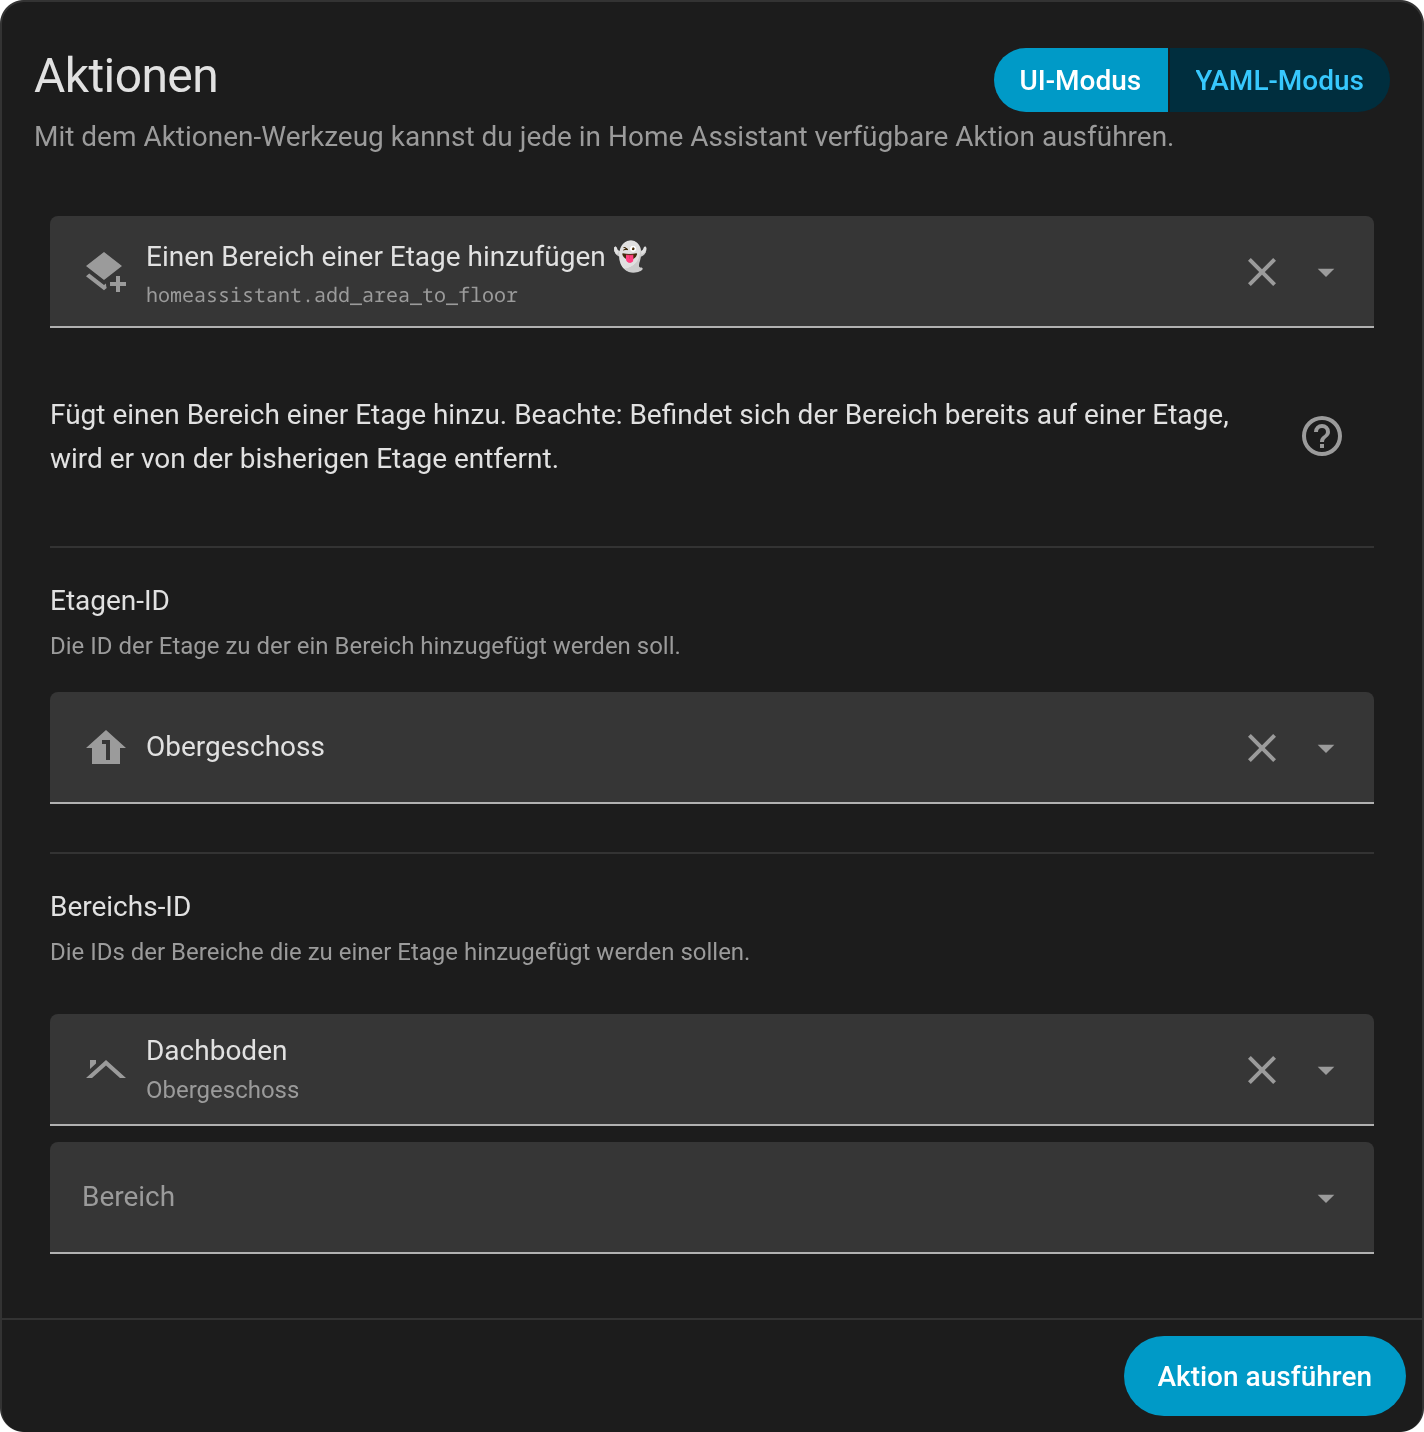 Aktionen
UI-Modus
YAML-Modus
Mit dem Aktionen-Werkzeug kannst du jede in Home Assistant verfügbare Aktion ausführen.
Einen Bereich einer Etage hinzufügen 👻
homeassistant.add_area_to_floor
Fügt einen Bereich einer Etage hinzu. Beachte: Befindet sich der Bereich bereits auf einer Etage,
wird er von der bisherigen Etage entfernt.
Etagen-ID
Die ID der Etage zu der ein Bereich hinzugefügt werden soll.
1
Obergeschoss
Bereichs-ID
Die IDs der Bereiche die zu einer Etage hinzugefügt werden sollen.
Dachboden
Obergeschoss
Bereich
Aktion ausführen